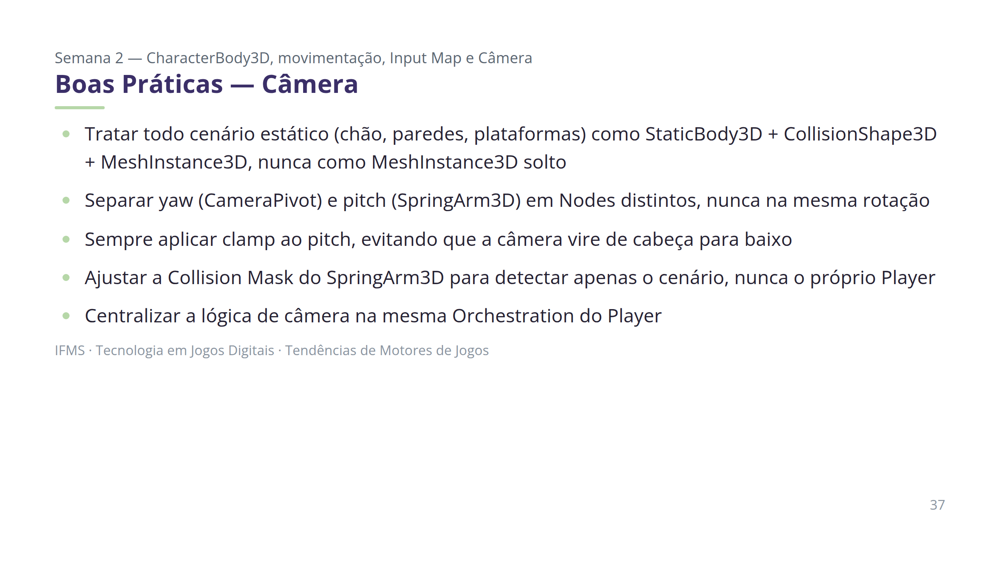 Semana 2 — CharacterBody3D, movimentação, Input Map e Câmera
Boas Práticas — Câmera
Tratar todo cenário estático (chão, paredes, plataformas) como StaticBody3D + CollisionShape3D
+ MeshInstance3D, nunca como MeshInstance3D solto
Separar yaw (CameraPivot) e pitch (SpringArm3D) em Nodes distintos, nunca na mesma rotação
Sempre aplicar clamp ao pitch, evitando que a câmera vire de cabeça para baixo
Ajustar a Collision Mask do SpringArm3D para detectar apenas o cenário, nunca o próprio Player
Centralizar a lógica de câmera na mesma Orchestration do Player
IFMS · Tecnologia em Jogos Digitais · Tendências de Motores de Jogos
37